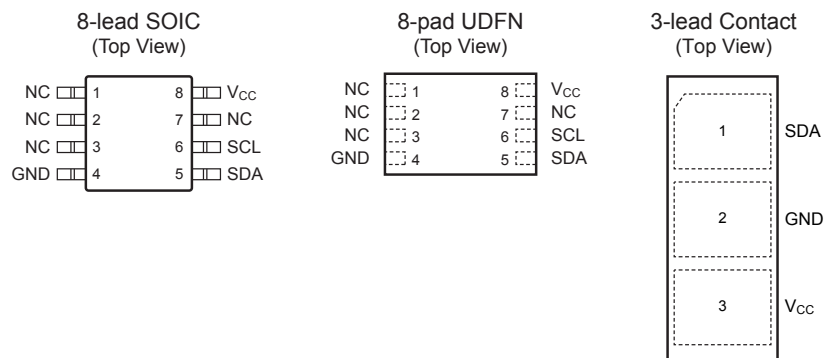 8-lead SOIC
(Top View)
NC 1 8 VCC
NC 2 7 NC
NC 3 6 SCL
GND 4 5 SDA
8-pad UDFN
(Top View)
NC 1 8 VCC
NC 2 7 NC
NC 3 6 SCL
GND 4 5 SDA
3-lead Contact
(Top View)
1 SDA
2 GND
3 VCC